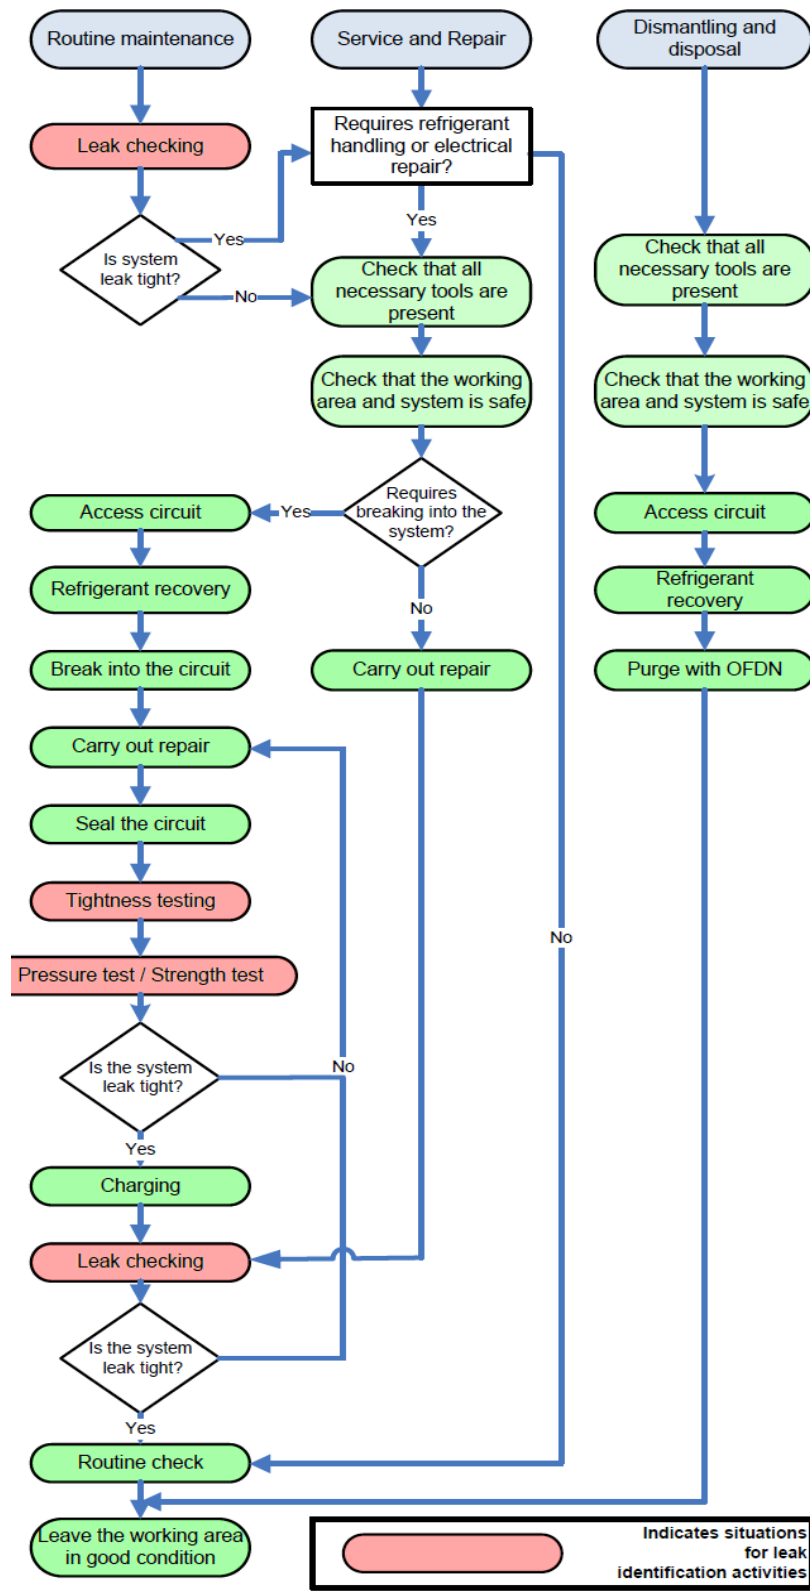 Routine maintenance
Service and Repair
Dismantling and
disposal
Leak checking
Requires refrigerant
handling or electrical
repair?
Is system
leak tight?
Yes
No
Yes
Check that all
necessary tools are
present
Check that all
necessary tools are
present
Check that the working
area and system is safe
Check that the working
area and system is safe
Requires
breaking into the
system?
Yes
No
Access circuit
Access circuit
Refrigerant recovery
Refrigerant
recovery
Break into the circuit
Carry out repair
Purge with OFDN
Carry out repair
Seal the circuit
Tightness testing
No
Pressure test / Strength test
Is the system
leak tight?
No
Yes
Charging
Leak checking
Is the system
leak tight?
Yes
Routine check
Leave the working area
in good condition
Indicates situations
for leak
identification activities